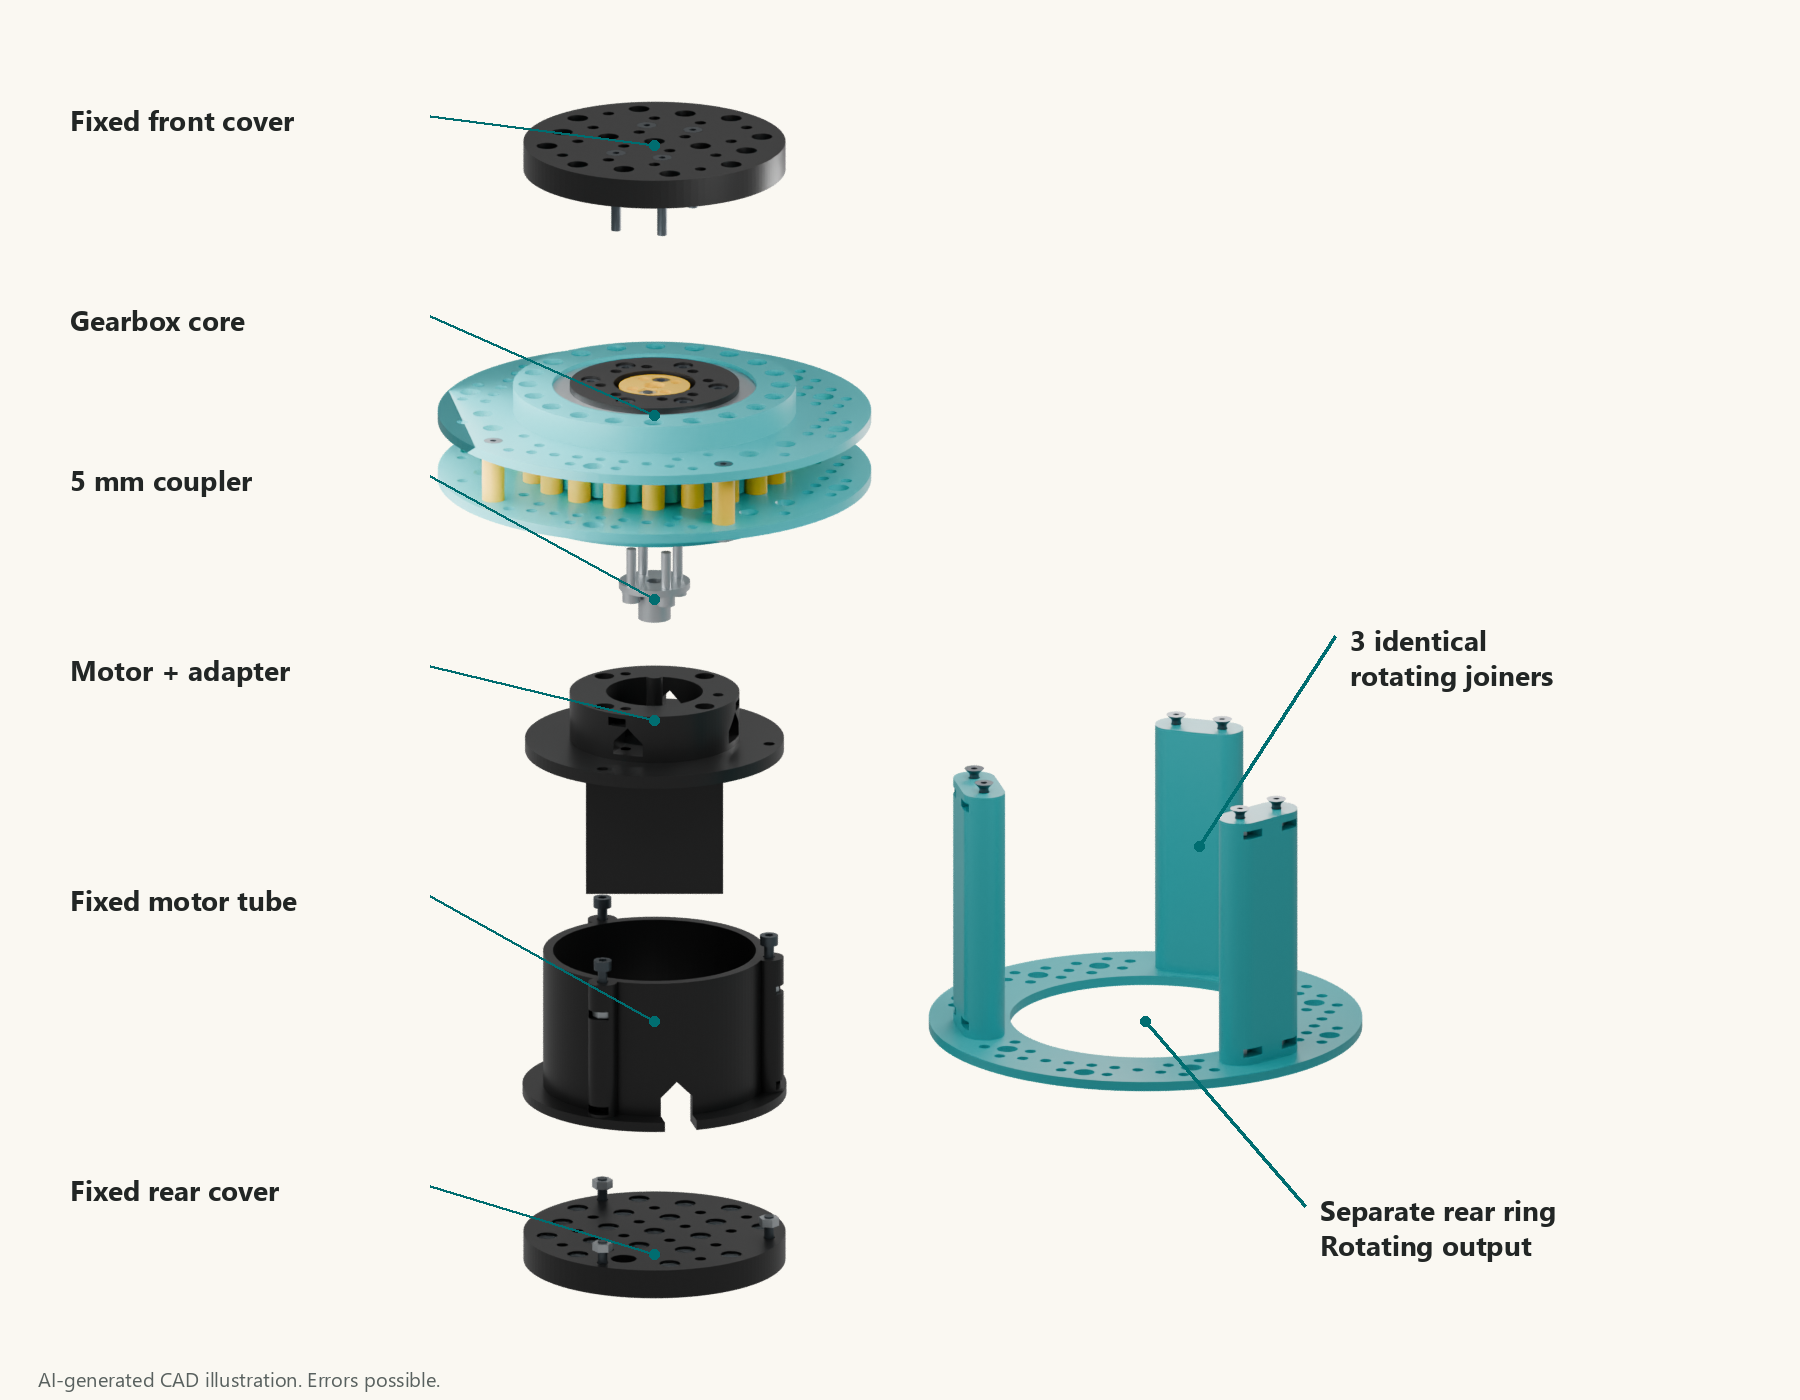 Fixed front cover
Gearbox core
5 mm coupler
Motor + adapter
3 identical
rotating joiners
Fixed motor tube
Fixed rear cover
Separate rear ring
Rotating output
AI-generated CAD illustration. Errors possible.